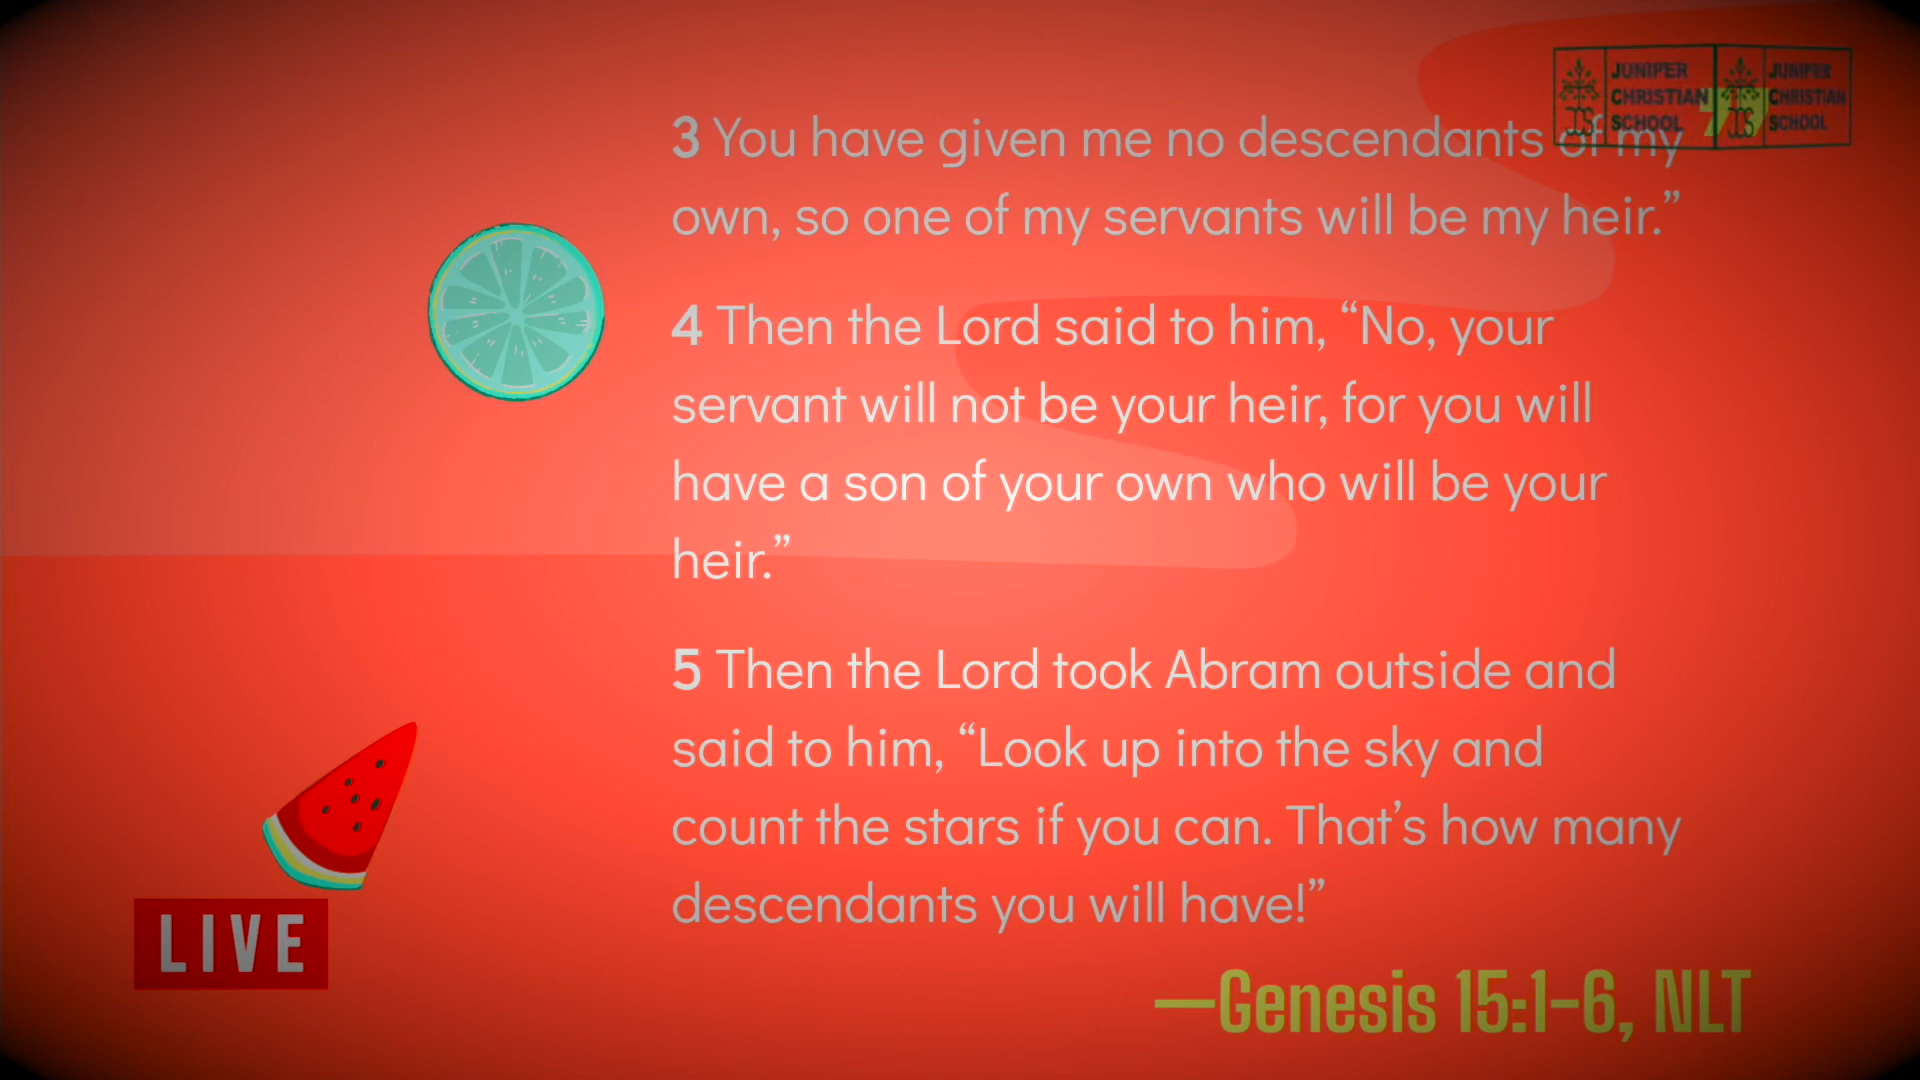 JUNIPER CHRISTIAN SCHOOL JCS
JUNIPER CHRISTIAN SCHOOL JCS
3 You have given me no descendants of my
own, so one of my servants will be my heir.”
4 Then the Lord said to him, “No, your
servant will not be your heir, for you will
have a son of your own who will be your
heir.”
5 Then the Lord took Abram outside and
said to him, “Look up into the sky and
count the stars if you can. That’s how many
descendants you will have!”
LIVE
—Genesis 15:1–6, NLT